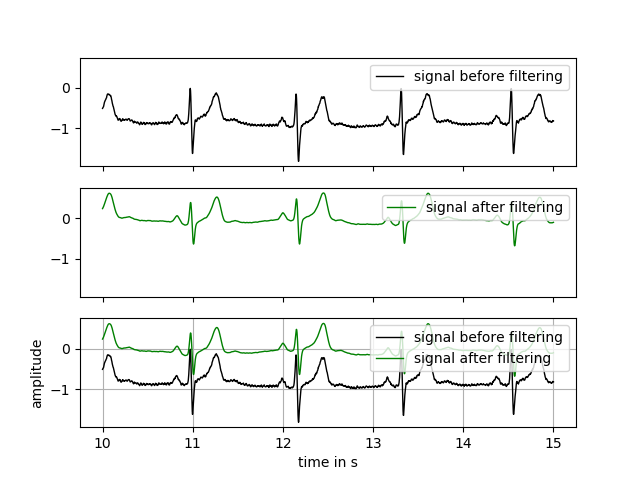 0
−1
signal before filtering
0
−1
signal after filtering
0
−1
signal before filtering
signal after filtering
amplitude
10 11 12 13 14 15
time in s